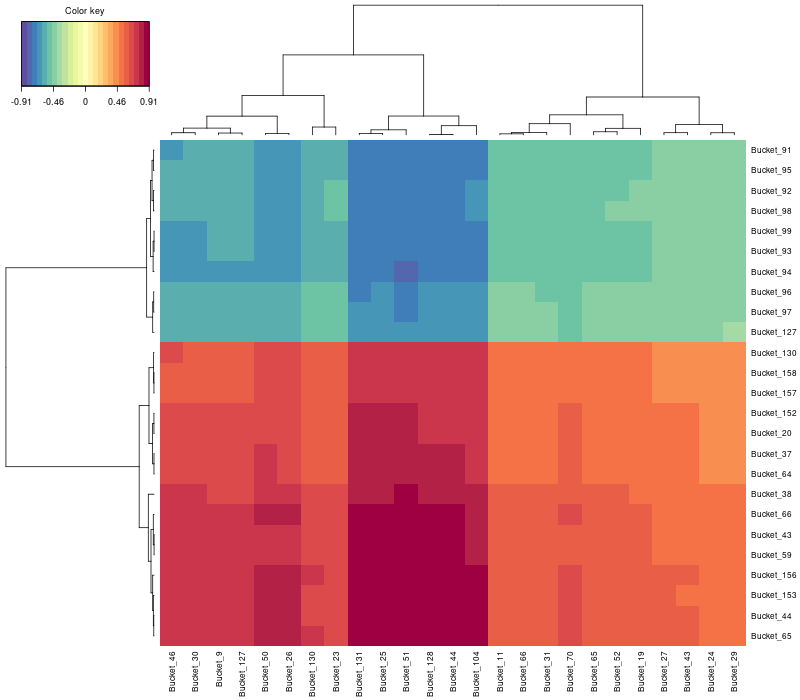 Color key
-0.91 -0.46 0 0.46 0.91
Bucket_91
Bucket_95
Bucket_92
Bucket_98
Bucket_99
Bucket_93
Bucket_94
Bucket_96
Bucket_97
Bucket_127
Bucket_130
Bucket_158
Bucket_157
Bucket_152
Bucket_20
Bucket_37
Bucket_64
Bucket_38
Bucket_66
Bucket_43
Bucket_59
Bucket_156
Bucket_153
Bucket_44
Bucket_65
Bucket_46
Bucket_30
Bucket_9
Bucket_127
Bucket_50
Bucket_26
Bucket_130
Bucket_23
Bucket_131
Bucket_25
Bucket_51
Bucket_128
Bucket_44
Bucket_104
Bucket_11
Bucket_66
Bucket_31
Bucket_70
Bucket_65
Bucket_52
Bucket_19
Bucket_27
Bucket_43
Bucket_24
Bucket_29